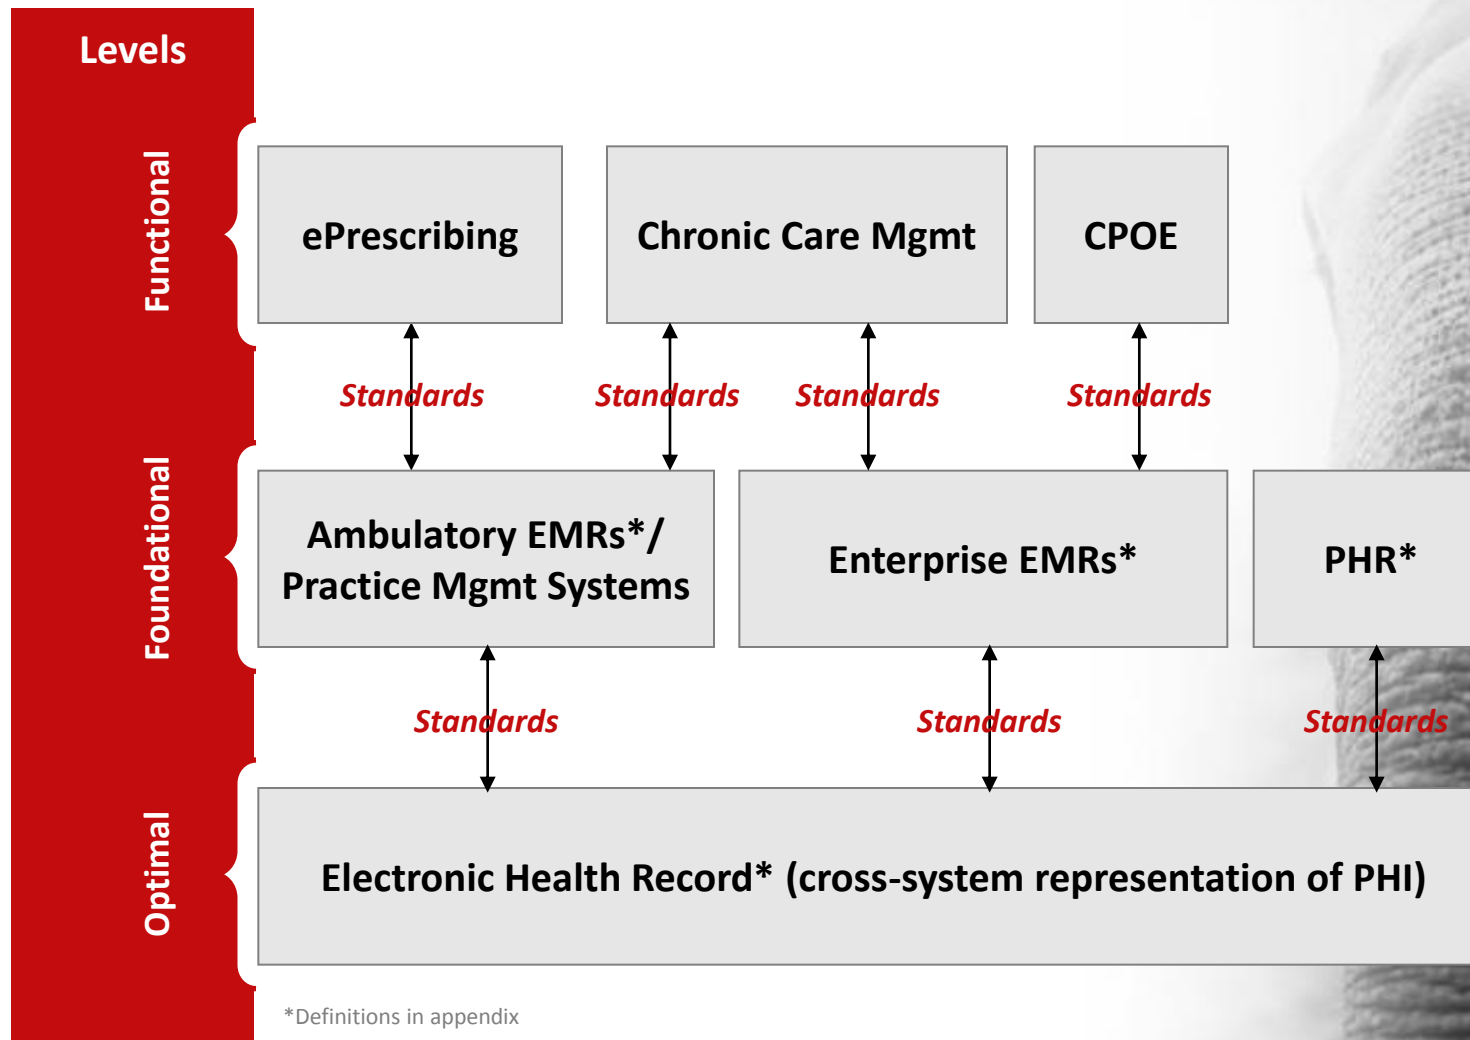 Levels
Functional
ePrescribing
Chronic Care Mgmt
CPOE
Standards
Standards
Standards
Standards
Foundational
Ambulatory EMRs*/
Practice Mgmt Systems
Enterprise EMRs*
PHR*
Standards
Standards
Standards
Optimal
Electronic Health Record* (cross-system representation of PHI)
*Definitions in appendix